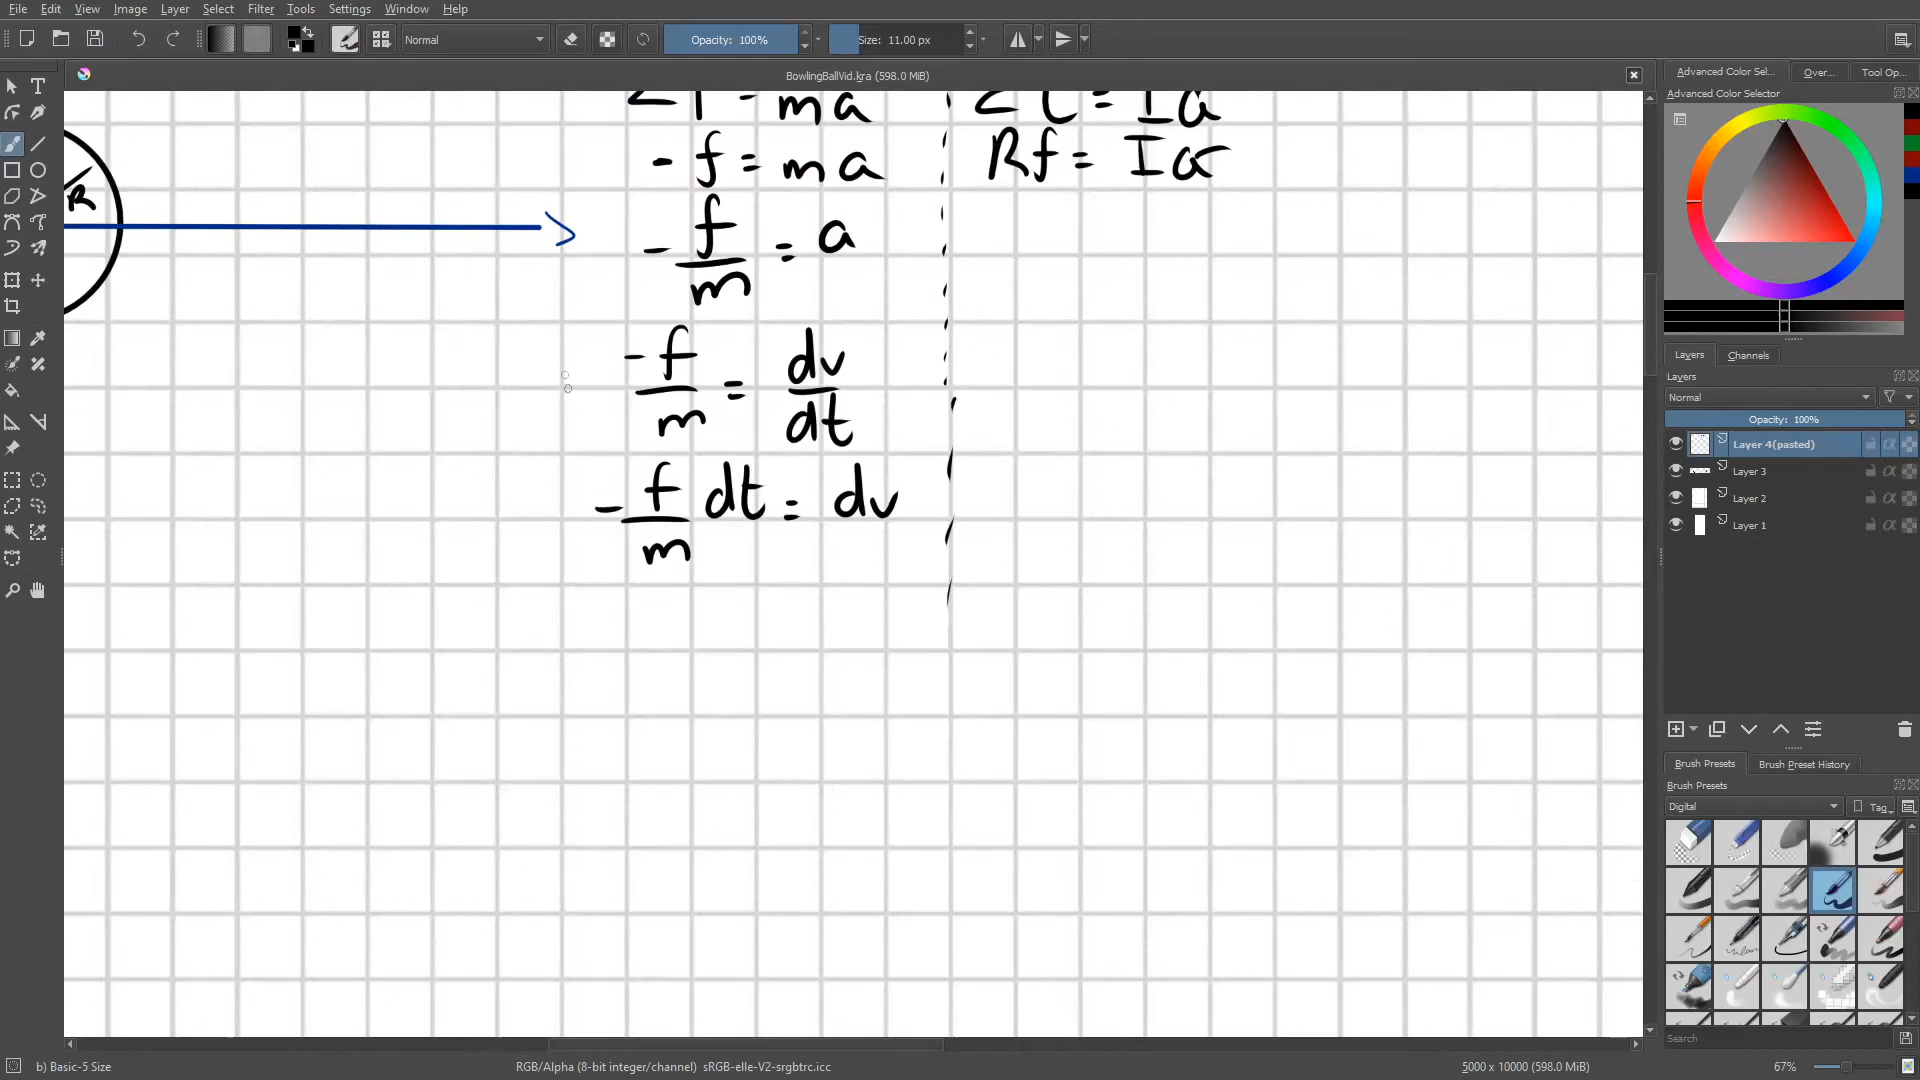 File Edit View Image Layer Select Filter Tools Settings Window Help
Normal
Opacity: 100%
Size: 11.00 px
BowlingBallVid.kra (598.0 MiB)
Advanced Color Sel... Over... Tool Op...
Advanced Color Selector
Σ F = ma
- f = ma
- f/m = a
-f/m = dv/dt
- f/m dt = dv
Σ τ = Iα
Rf = Iα
R
Layers Channels
Layers
Normal
Opacity: 100%
Layer 4(pasted)
Layer 3
Layer 2
Layer 1
Brush Presets Brush Preset History
Brush Presets
Digital
Tag
Search
b) Basic-5 Size
RGB/Alpha (8-bit integer/channel) sRGB-elle-V2-srgbtrc.icc
5000 x 10000 (598.0 MiB)
67%